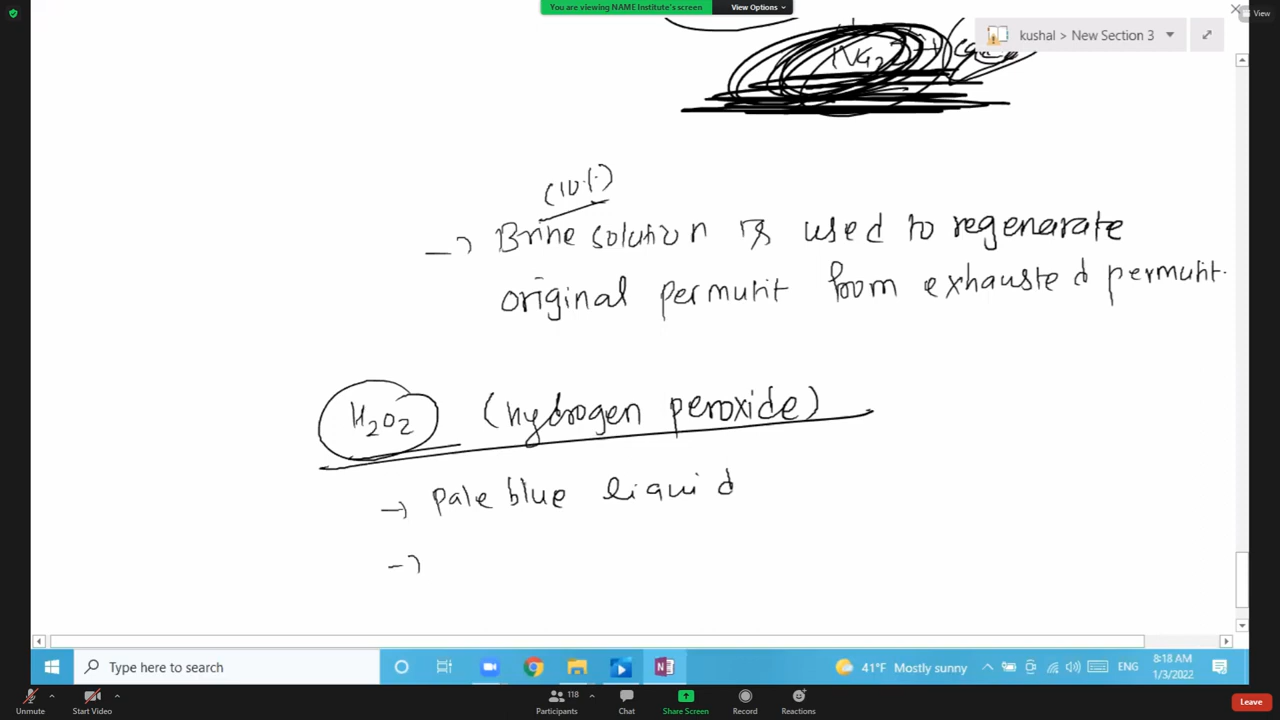 You are viewing NAME Institute's screen View Options
View
kushal > New Section 3
(10%)
→ Brine solution is used to regenarate
original permutit from exhausted permutit.
H2O2 (hydrogen peroxide)
→ pale blue liquid
→
Type here to search
41°F Mostly sunny
ENG
8:18 AM
1/3/2022
Unmute
Start Video
118
Participants
Chat
Share Screen
Record
Reactions
Leave